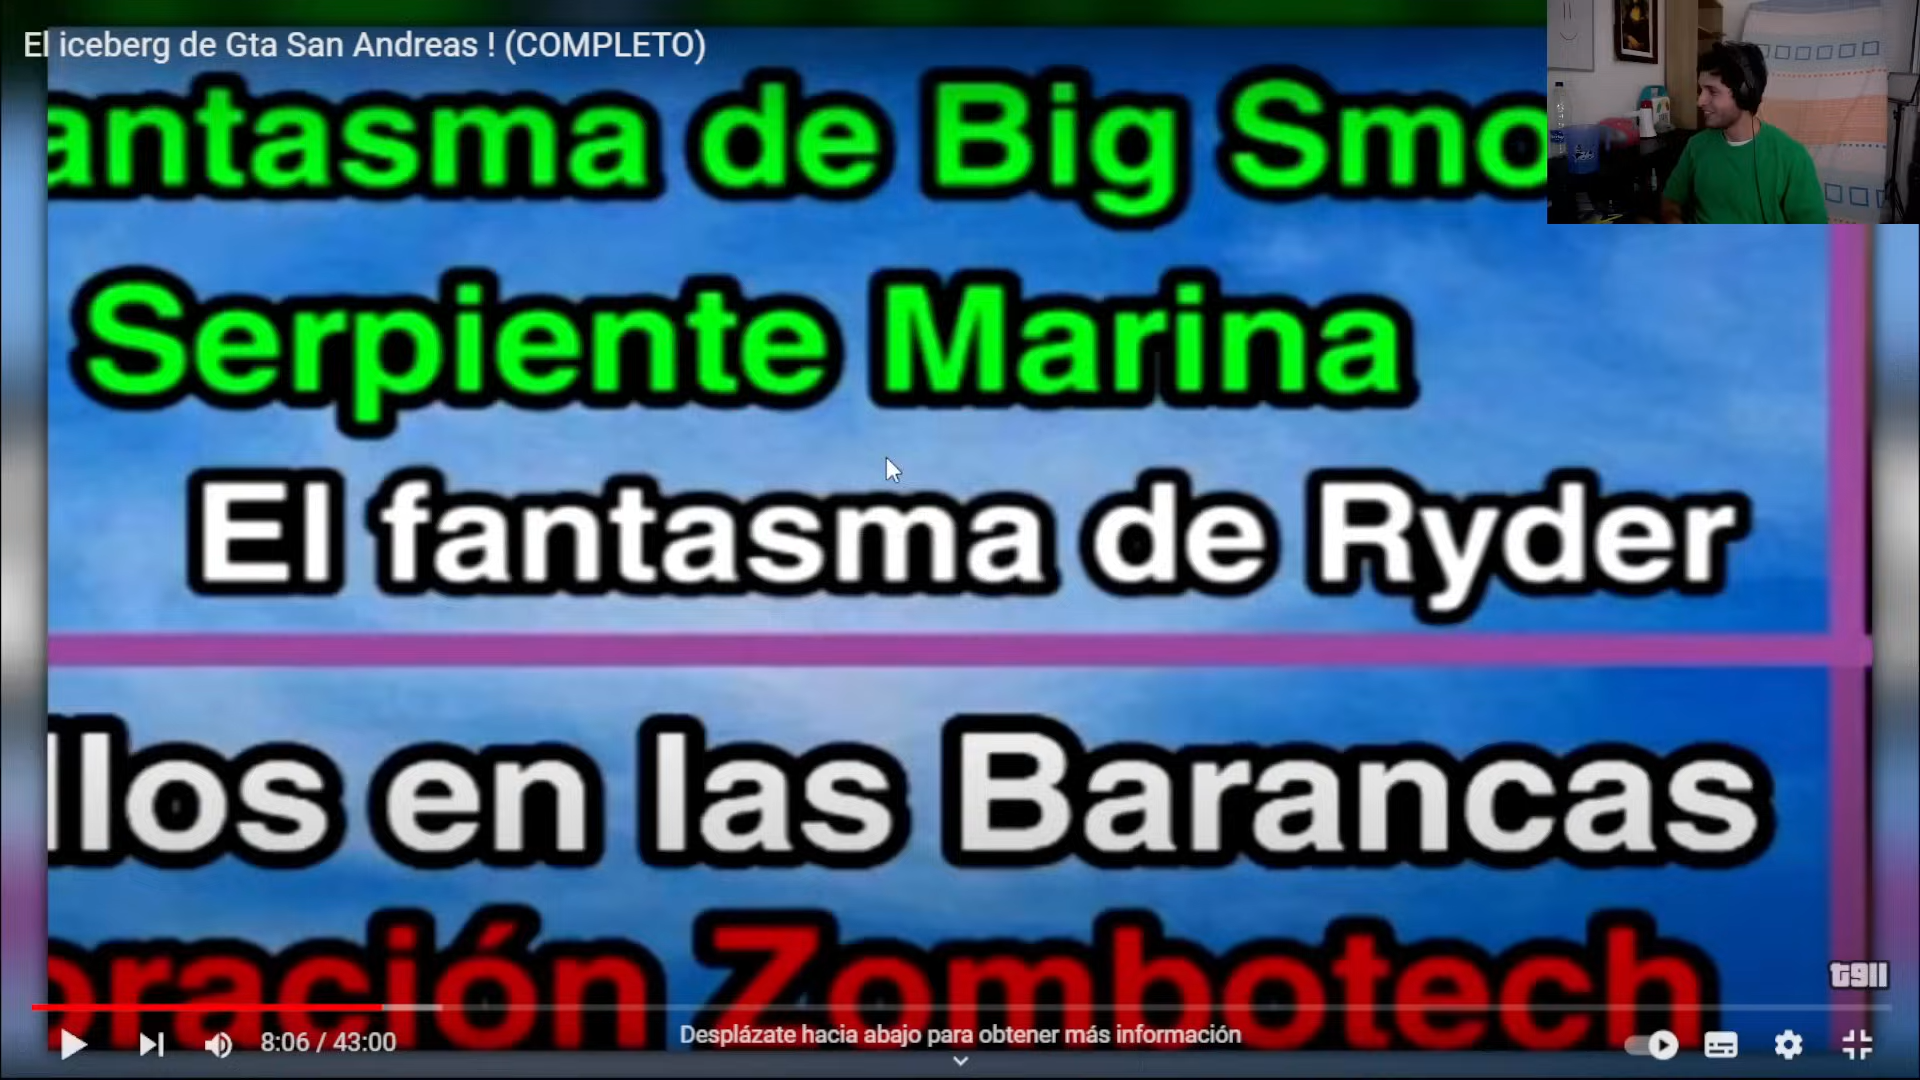 El iceberg de Gta San Andreas ! (COMPLETO)
antasma de Big Smo
Serpiente Marina
El fantasma de Ryder
llos en las Barancas
oración Zombotech
t911
8:06 / 43:00
Desplázate hacia abajo para obtener más información